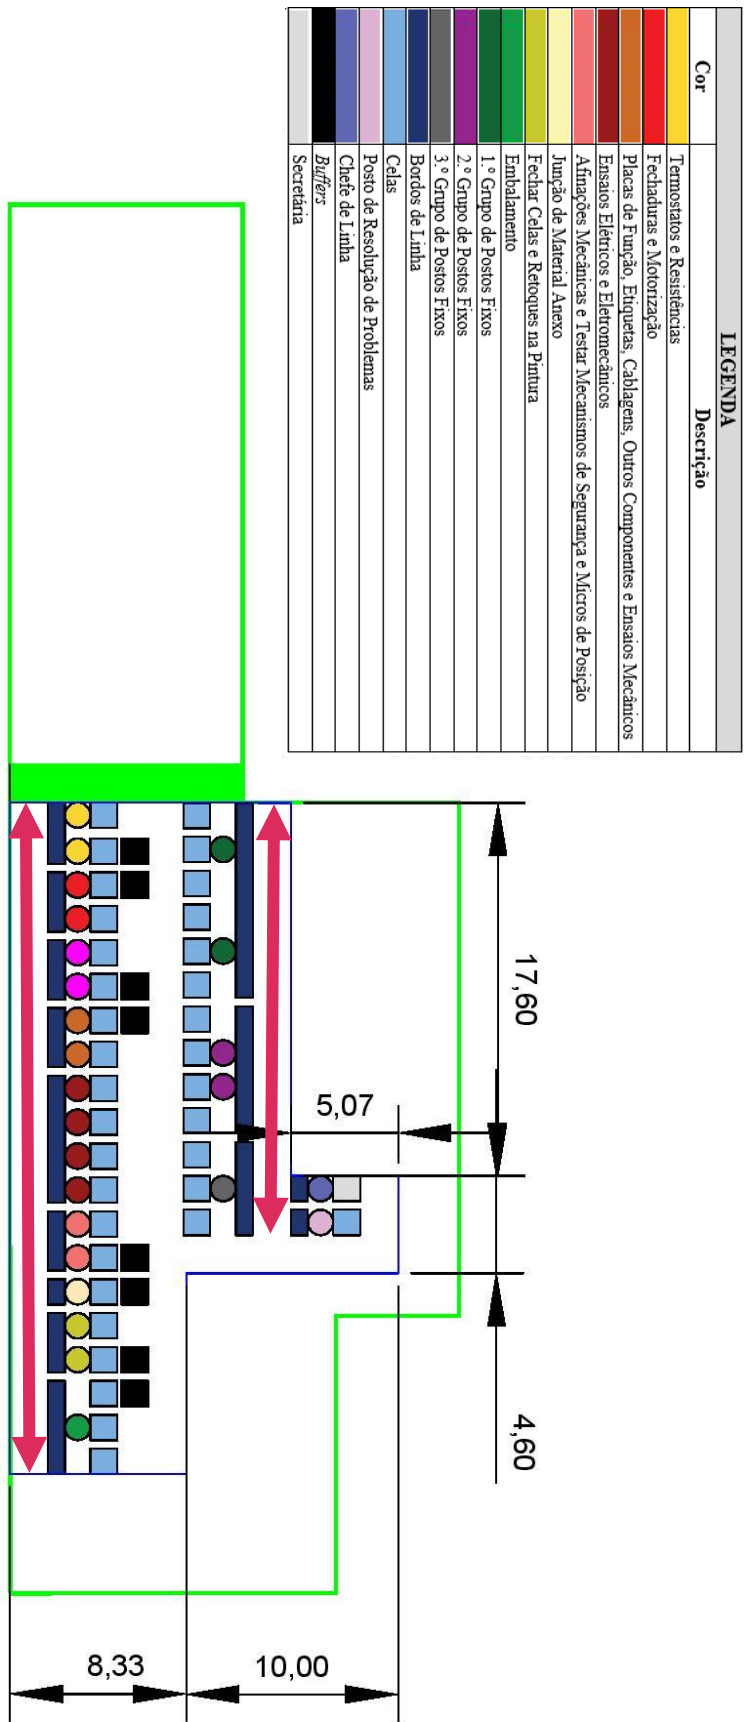 LEGENDA
Cor Descrição
Termostatos e Resistências
Fechaduras e Motorização
Placas de Função, Etiquetas, Cablagens, Outros Componentes e Ensaios Mecânicos
Ensaios Elétricos e Eletromecânicos
Afinações Mecânicas e Testar Mecanismos de Segurança e Micros de Posição
Junção de Material Anexo
Fechar Celas e Retoques na Pintura
Embalamento
1.º Grupo de Postos Fixos
2.º Grupo de Postos Fixos
3.º Grupo de Postos Fixos
Bordos de Linha
Celas
Posto de Resolução de Problemas
Chefe de Linha
Buffers
Secretária
17,60
5,07
4,60
8,33
10,00